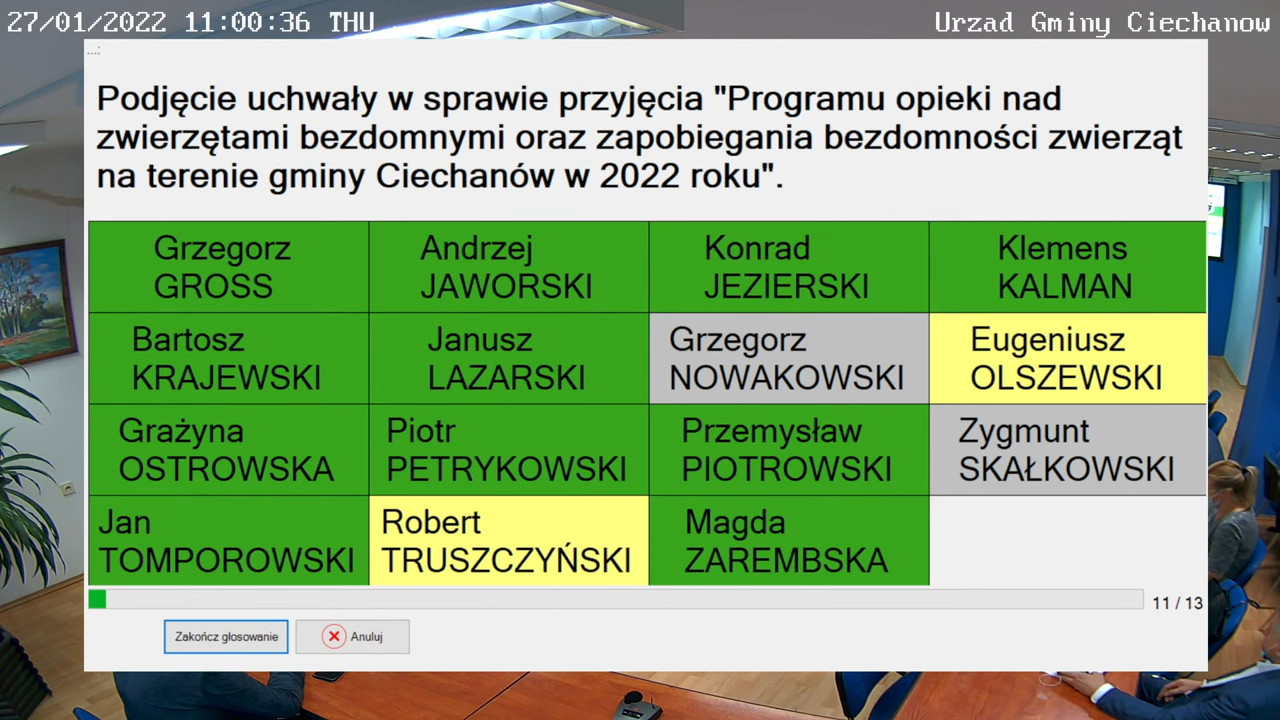 27/01/2022 11:00:36 THU
Urzad Gminy Ciechanow
Podjęcie uchwały w sprawie przyjęcia "Programu opieki nad
zwierzętami bezdomnymi oraz zapobiegania bezdomności zwierząt
na terenie gminy Ciechanów w 2022 roku".
Grzegorz
GROSS
Andrzej
JAWORSKI
Konrad
JEZIERSKI
Klemens
KALMAN
Bartosz
KRAJEWSKI
Janusz
LAZARSKI
Grzegorz
NOWAKOWSKI
Eugeniusz
OLSZEWSKI
Grażyna
OSTROWSKA
Piotr
PETRYKOWSKI
Przemysław
PIOTROWSKI
Zygmunt
SKAŁKOWSKI
Jan
TOMPOROWSKI
Robert
TRUSZCZYŃSKI
Magda
ZAREMBSKA
11 / 13
Zakończ głosowanie
Anuluj